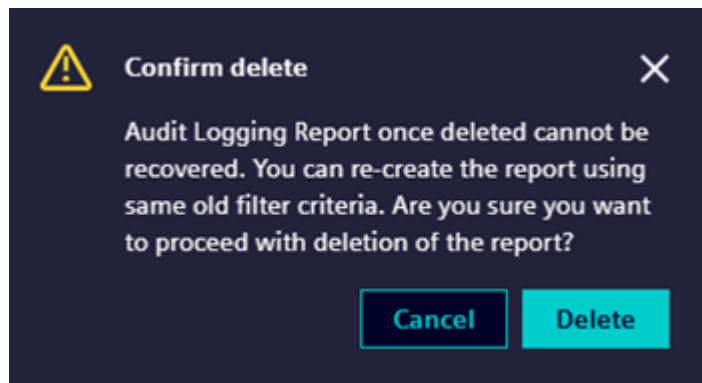 Confirm delete
Audit Logging Report once deleted cannot be
recovered. You can re-create the report using
same old filter criteria. Are you sure you want
to proceed with deletion of the report?
Cancel Delete